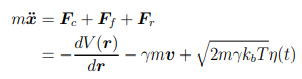 mẍ = F_c + F_f + F_r
= −dV(r)/dr − γmv + √(2mγk_bT)η(t)